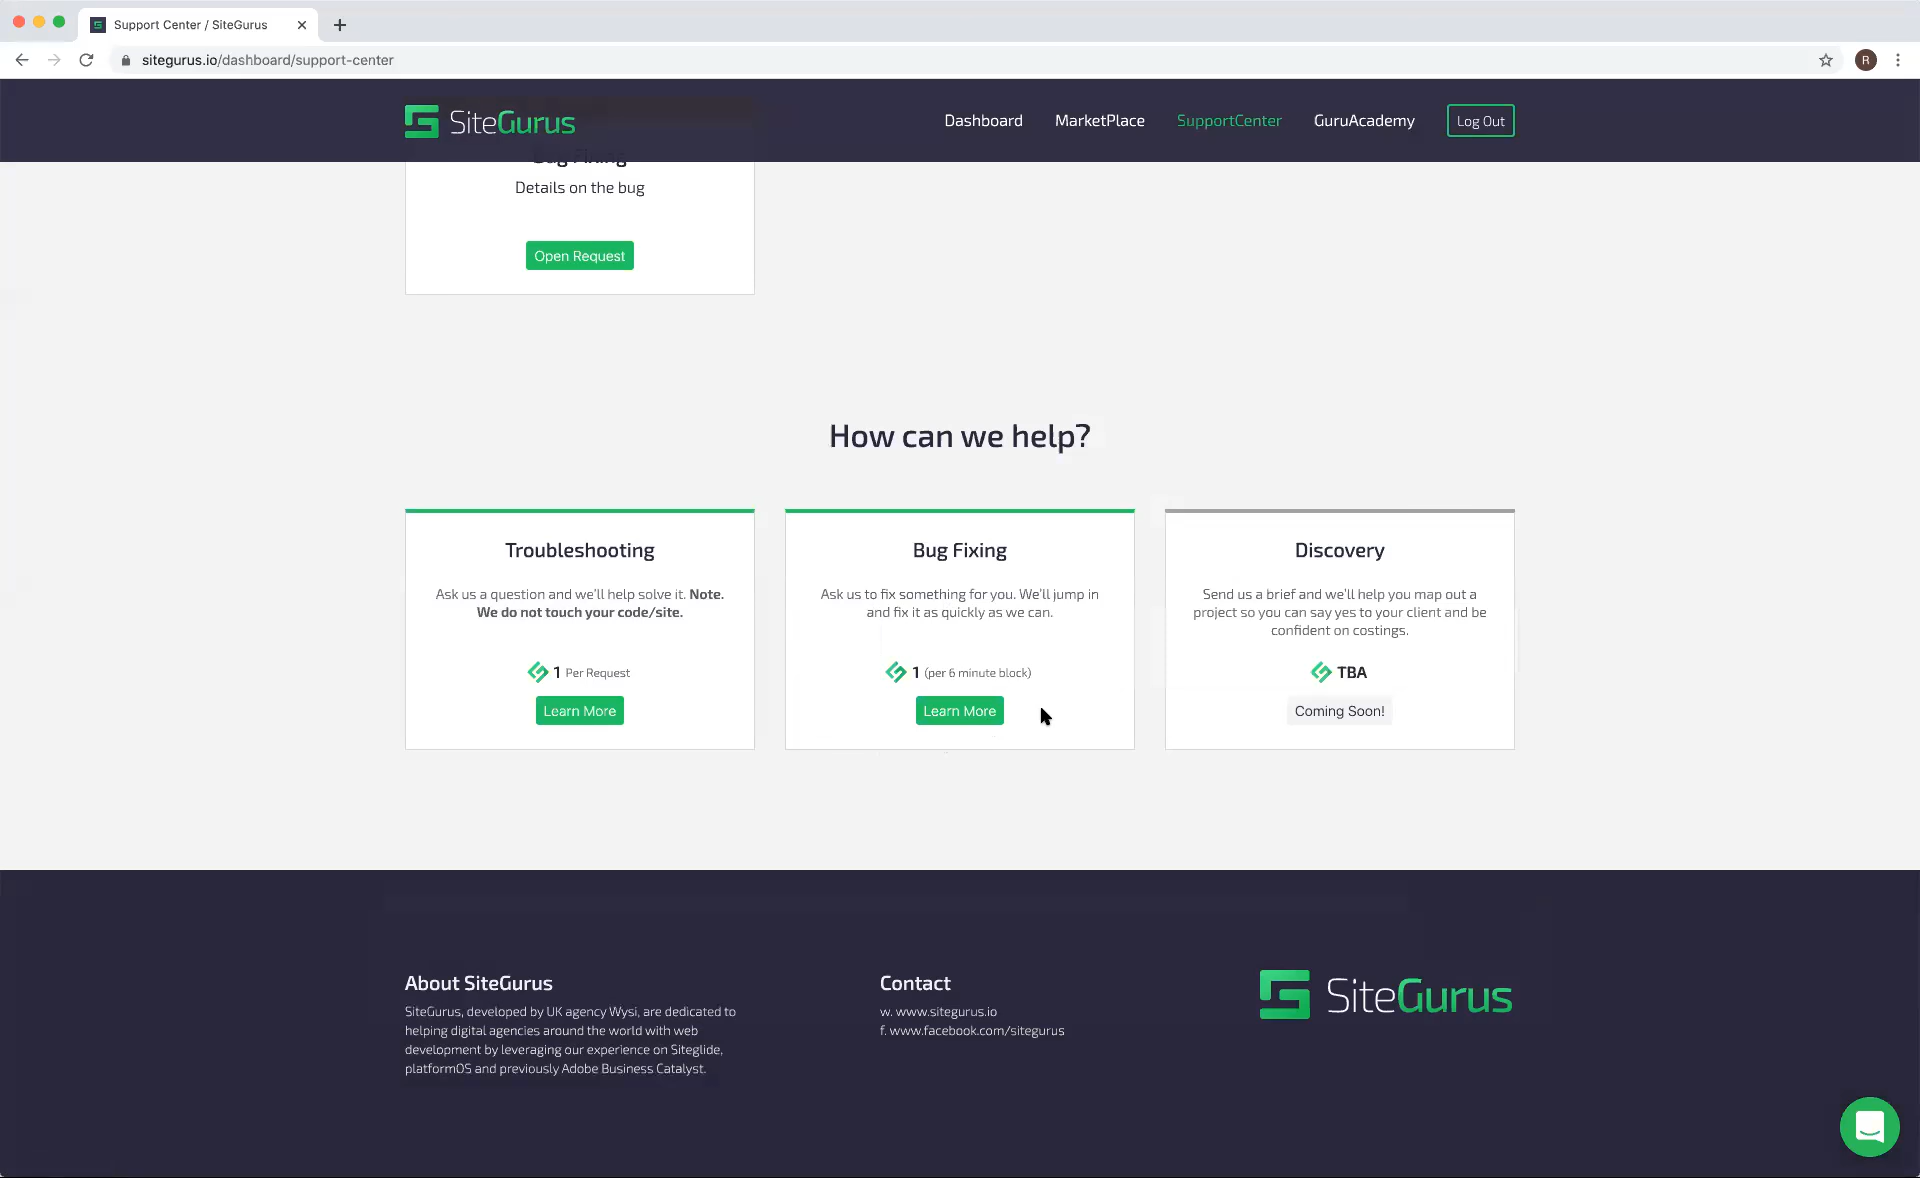 Support Center / SiteGurus
sitegurus.io/dashboard/support-center
R
SiteGurus
Dashboard
MarketPlace
SupportCenter
GuruAcademy
Log Out
Bug Fixing
Details on the bug
Open Request
How can we help?
Troubleshooting
Ask us a question and we'll help solve it. Note.
We do not touch your code/site.
1 Per Request
Learn More
Bug Fixing
Ask us to fix something for you. We'll jump in
and fix it as quickly as we can.
1 (per 6 minute block)
Learn More
Discovery
Send us a brief and we'll help you map out a
project so you can say yes to your client and be
confident on costings.
TBA
Coming Soon!
About SiteGurus
SiteGurus, developed by UK agency Wysi, are dedicated to
helping digital agencies around the world with web
development by leveraging our experience on Siteglide,
platformOS and previously Adobe Business Catalyst.
Contact
w. www.sitegurus.io
f. www.facebook.com/sitegurus
SiteGurus